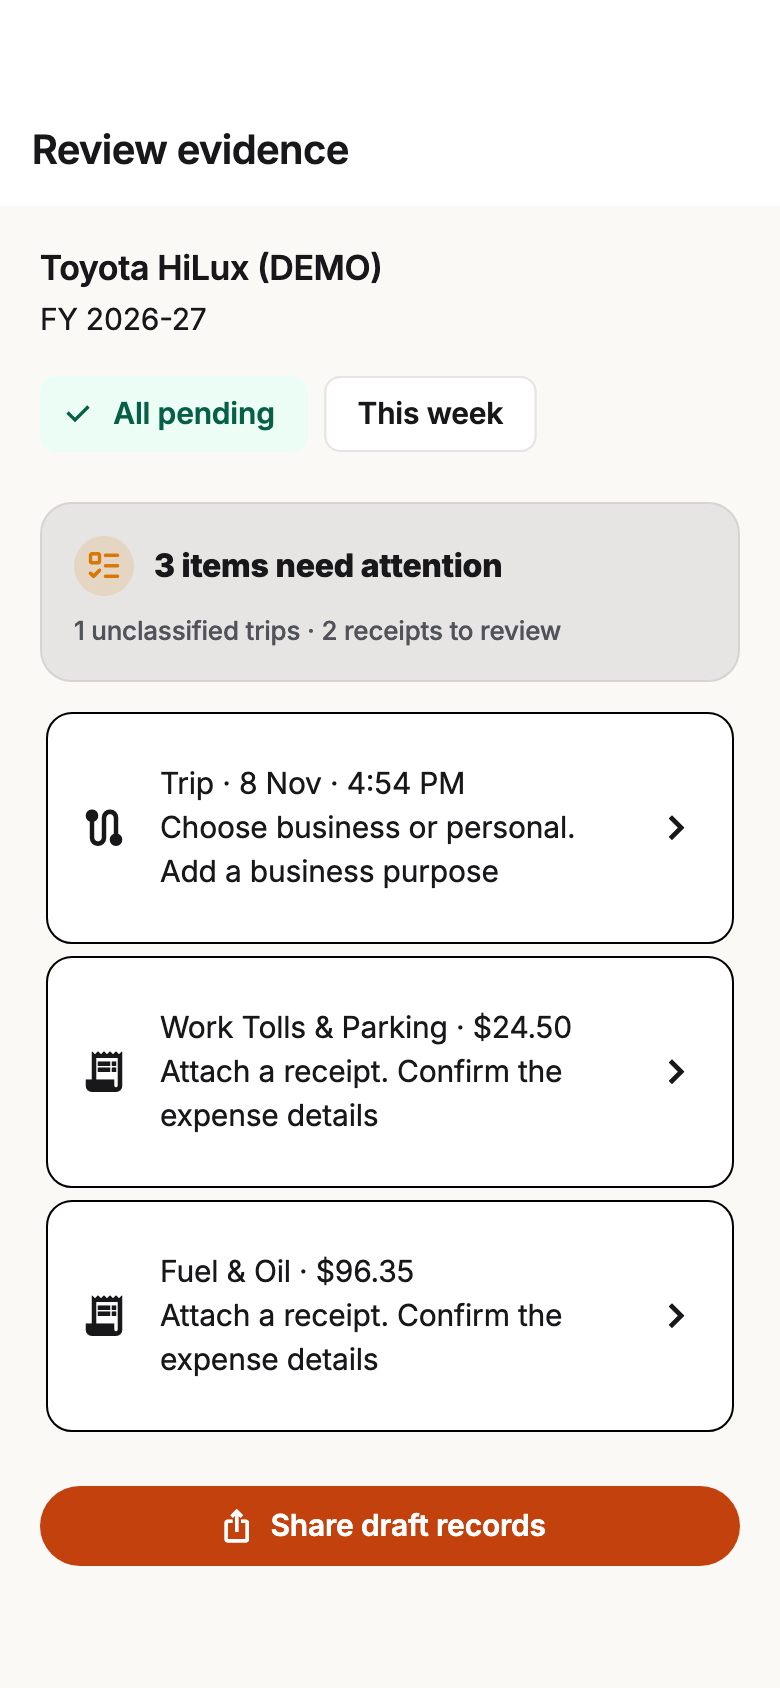 Review evidence
Toyota HiLux (DEMO)
FY 2026-27
All pending
This week
3 items need attention
1 unclassified trips · 2 receipts to review
Trip · 8 Nov · 4:54 PM
Choose business or personal.
Add a business purpose
Work Tolls & Parking · $24.50
Attach a receipt. Confirm the
expense details
Fuel & Oil · $96.35
Attach a receipt. Confirm the
expense details
Share draft records